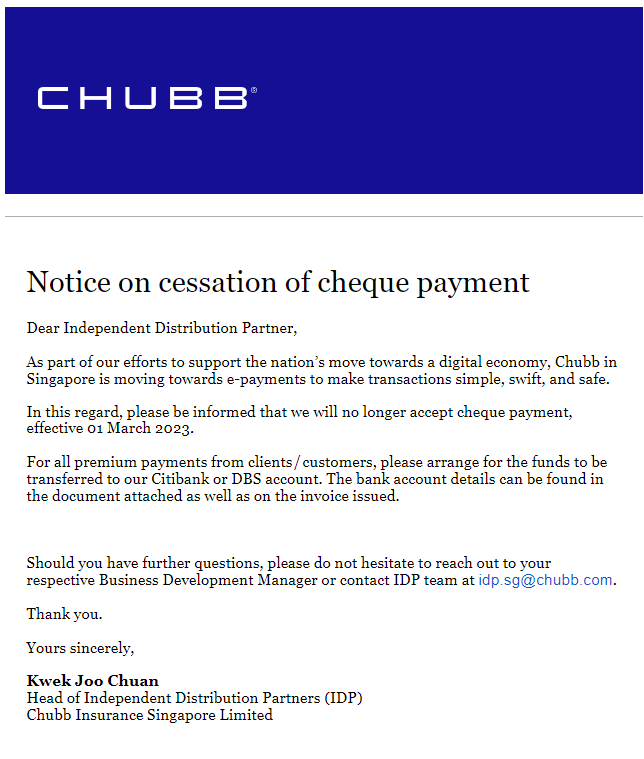 CHUBB®
Notice on cessation of cheque payment
Dear Independent Distribution Partner,
As part of our efforts to support the nation’s move towards a digital economy, Chubb in
Singapore is moving towards e-payments to make transactions simple, swift, and safe.
In this regard, please be informed that we will no longer accept cheque payment,
effective 01 March 2023.
For all premium payments from clients/customers, please arrange for the funds to be
transferred to our Citibank or DBS account. The bank account details can be found in
the document attached as well as on the invoice issued.
Should you have further questions, please do not hesitate to reach out to your
respective Business Development Manager or contact IDP team at idp.sg@chubb.com.
Thank you.
Yours sincerely,
Kwek Joo Chuan
Head of Independent Distribution Partners (IDP)
Chubb Insurance Singapore Limited